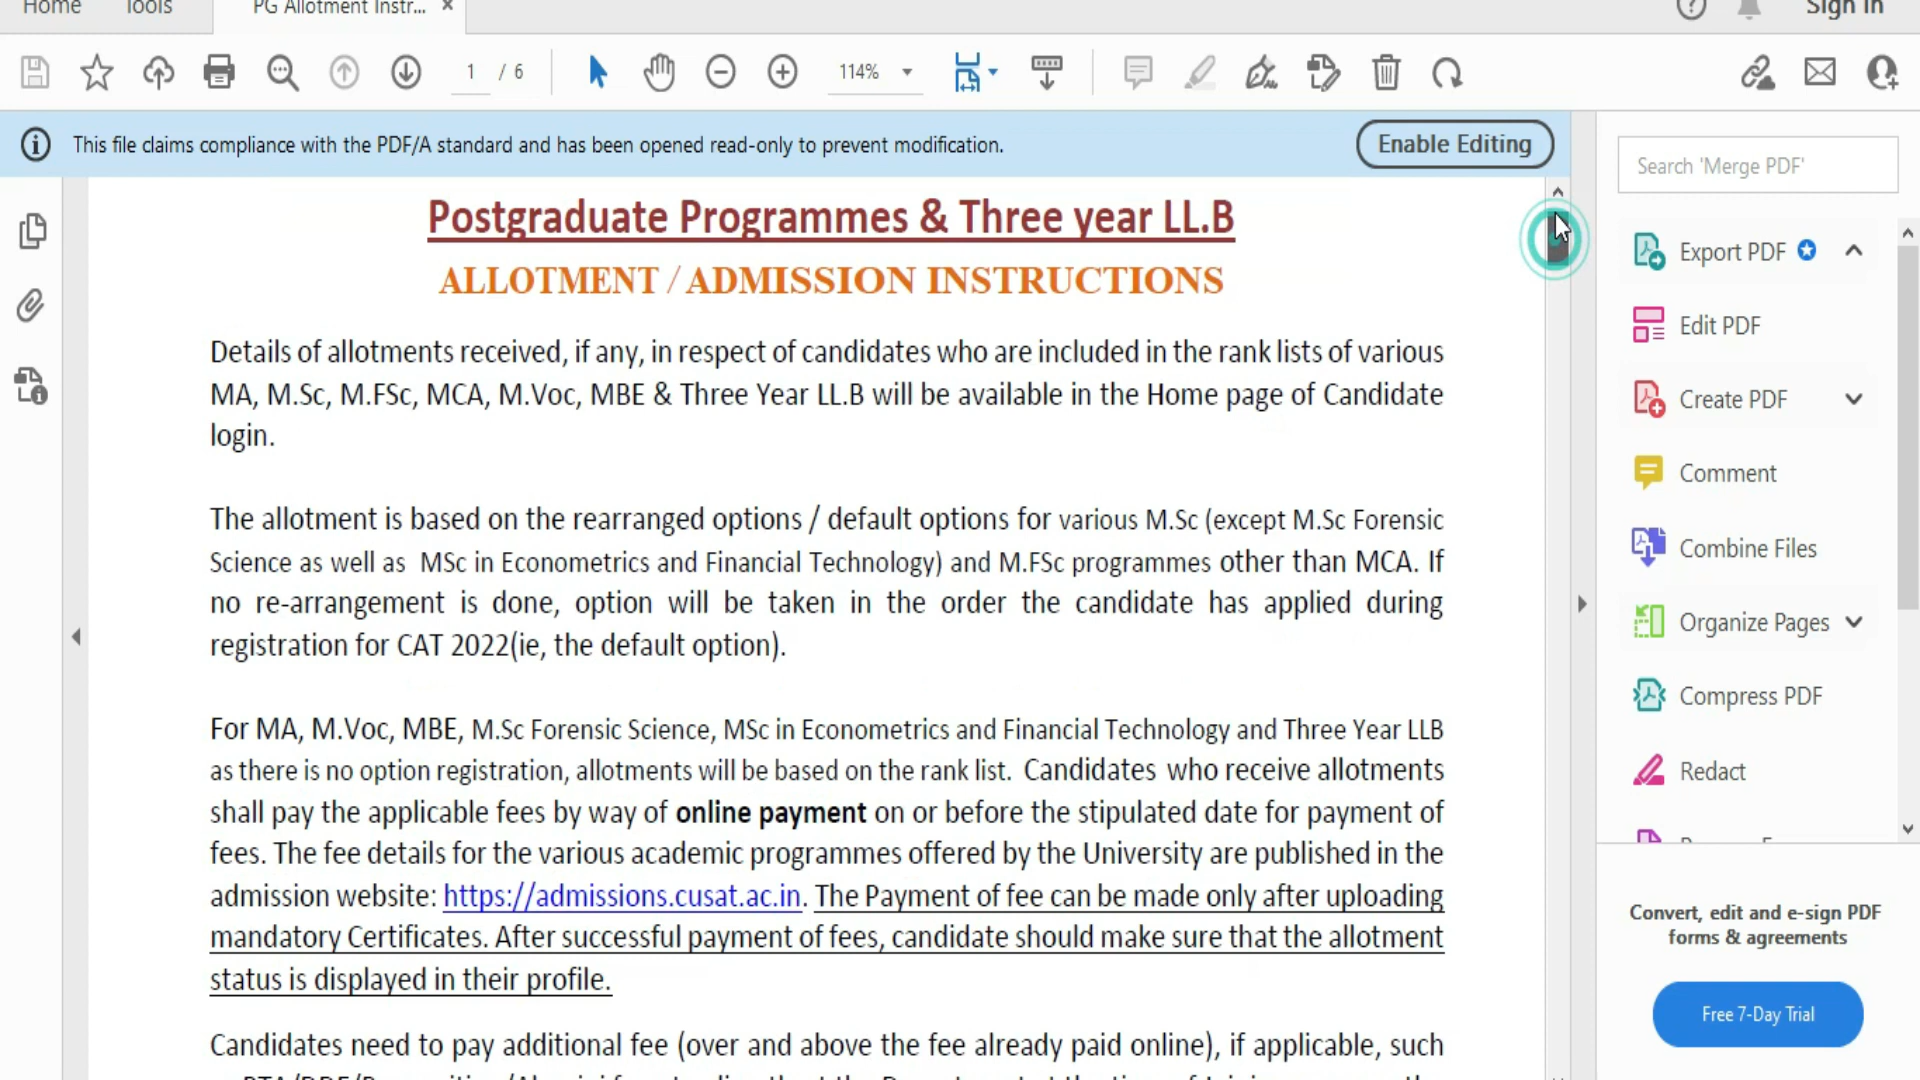 Home Tools PG Allotment Instr... × Sign In
1 / 6 114%
This file claims compliance with the PDF/A standard and has been opened read-only to prevent modification. Enable Editing
Search 'Merge PDF'
Postgraduate Programmes & Three year LL.B
ALLOTMENT / ADMISSION INSTRUCTIONS
Details of allotments received, if any, in respect of candidates who are included in the rank lists of various
MA, M.Sc, M.FSc, MCA, M.Voc, MBE & Three Year LL.B will be available in the Home page of Candidate
login.
The allotment is based on the rearranged options / default options for various M.Sc (except M.Sc Forensic
Science as well as MSc in Econometrics and Financial Technology) and M.FSc programmes other than MCA. If
no re-arrangement is done, option will be taken in the order the candidate has applied during
registration for CAT 2022(ie, the default option).
For MA, M.Voc, MBE, M.Sc Forensic Science, MSc in Econometrics and Financial Technology and Three Year LLB
as there is no option registration, allotments will be based on the rank list. Candidates who receive allotments
shall pay the applicable fees by way of online payment on or before the stipulated date for payment of
fees. The fee details for the various academic programmes offered by the University are published in the
admission website: https://admissions.cusat.ac.in. The Payment of fee can be made only after uploading
mandatory Certificates. After successful payment of fees, candidate should make sure that the allotment
status is displayed in their profile.
Candidates need to pay additional fee (over and above the fee already paid online), if applicable, such
Export PDF
Edit PDF
Create PDF
Comment
Combine Files
Organize Pages
Compress PDF
Redact
Convert, edit and e-sign PDF
forms & agreements
Free 7-Day Trial